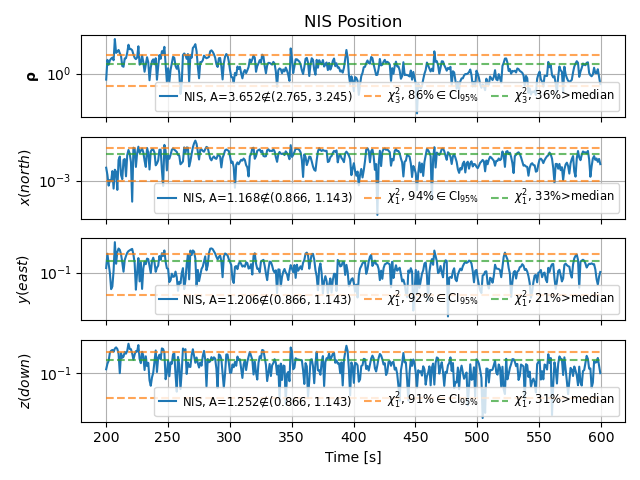 NIS Position
ρ
10⁰
NIS, A=3.652∉(2.765, 3.245) χ²₃, 86%∈CI₉₅% χ²₃, 36%>median
x(north)
10⁻³
NIS, A=1.168∉(0.866, 1.143) χ²₁, 94%∈CI₉₅% χ²₁, 33%>median
y(east)
10⁻¹
NIS, A=1.206∉(0.866, 1.143) χ²₁, 92%∈CI₉₅% χ²₁, 21%>median
z(down)
10⁻¹
NIS, A=1.252∉(0.866, 1.143) χ²₁, 91%∈CI₉₅% χ²₁, 31%>median
200 250 300 350 400 450 500 550 600
Time [s]